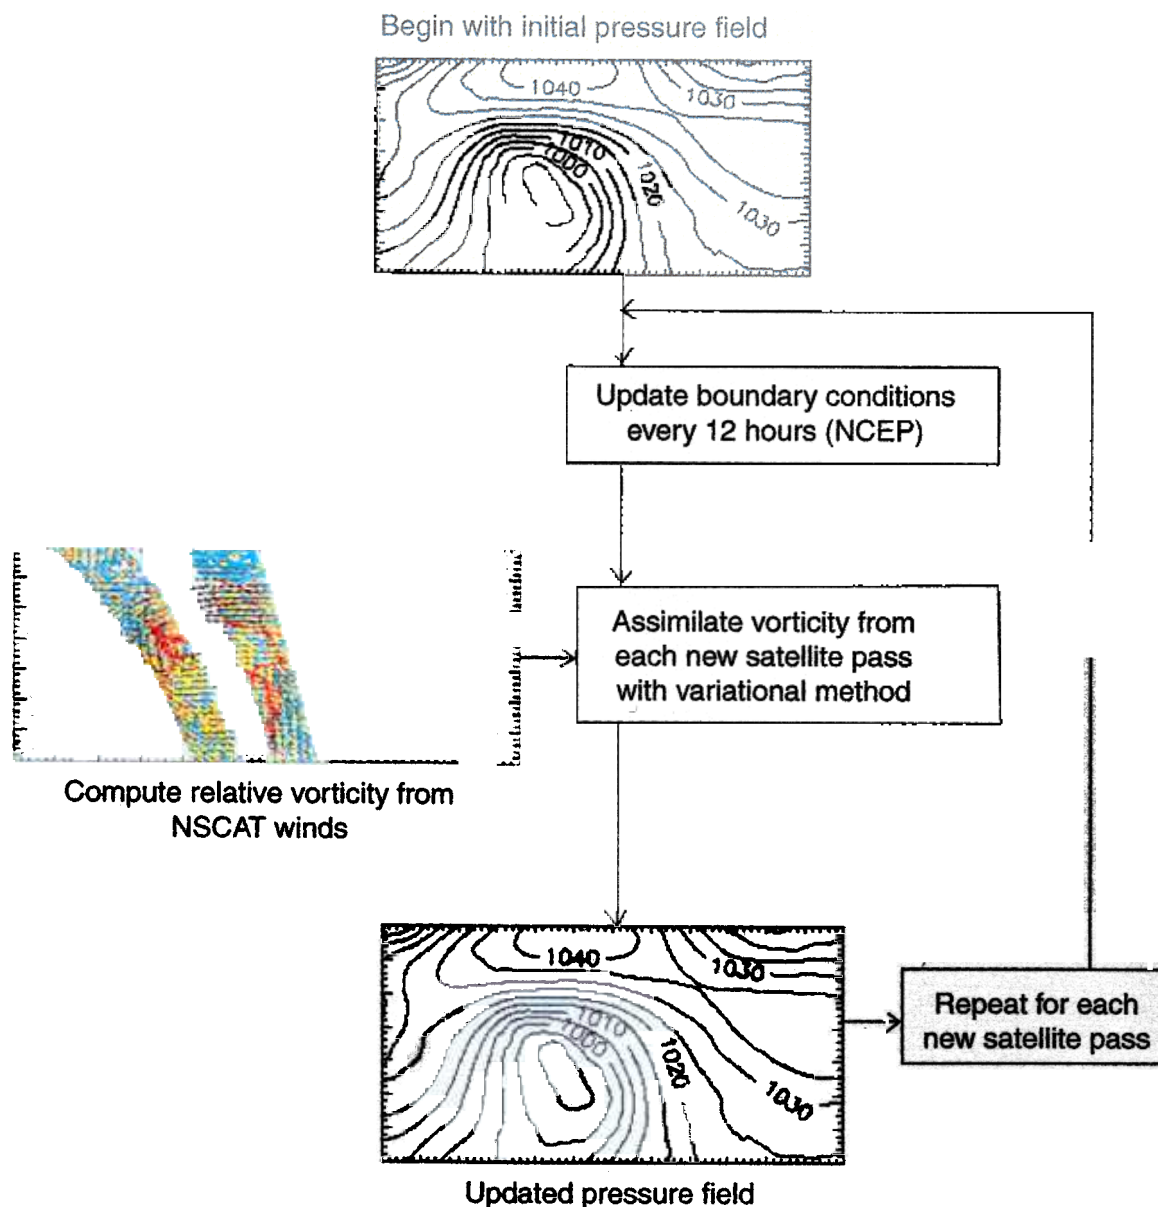 Begin with initial pressure field
1040
1030
1010
1000
1020
1030
Update boundary conditions
every 12 hours (NCEP)
Assimilate vorticity from
each new satellite pass
with variational method
Compute relative vorticity from
NSCAT winds
1040
1030
1010
1000
1020
1030
Repeat for each
new satellite pass
Updated pressure field